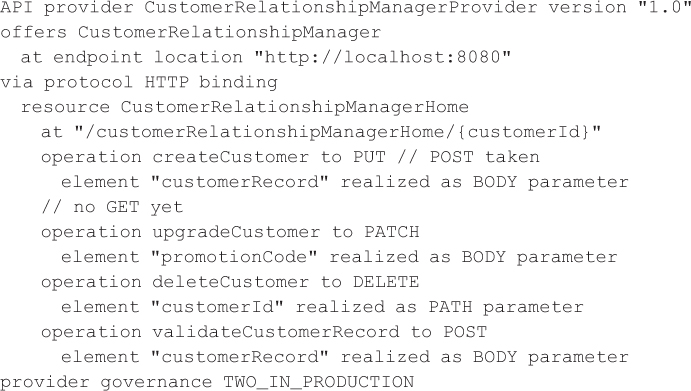 API provider CustomerRelationshipManagerProvider version "1.0"
offers CustomerRelationshipManager
at endpoint location "http://localhost:8080"
via protocol HTTP binding
resource CustomerRelationshipManagerHome
at "/customerRelationshipManagerHome/{customerId}"
operation createCustomer to PUT // POST taken
element "customerRecord" realized as BODY parameter
// no GET yet
operation upgradeCustomer to PATCH
element "promotionCode" realized as BODY parameter
operation deleteCustomer to DELETE
element "customerId" realized as PATH parameter
operation validateCustomerRecord to POST
element "customerRecord" realized as BODY parameter
provider governance TWO_IN_PRODUCTION